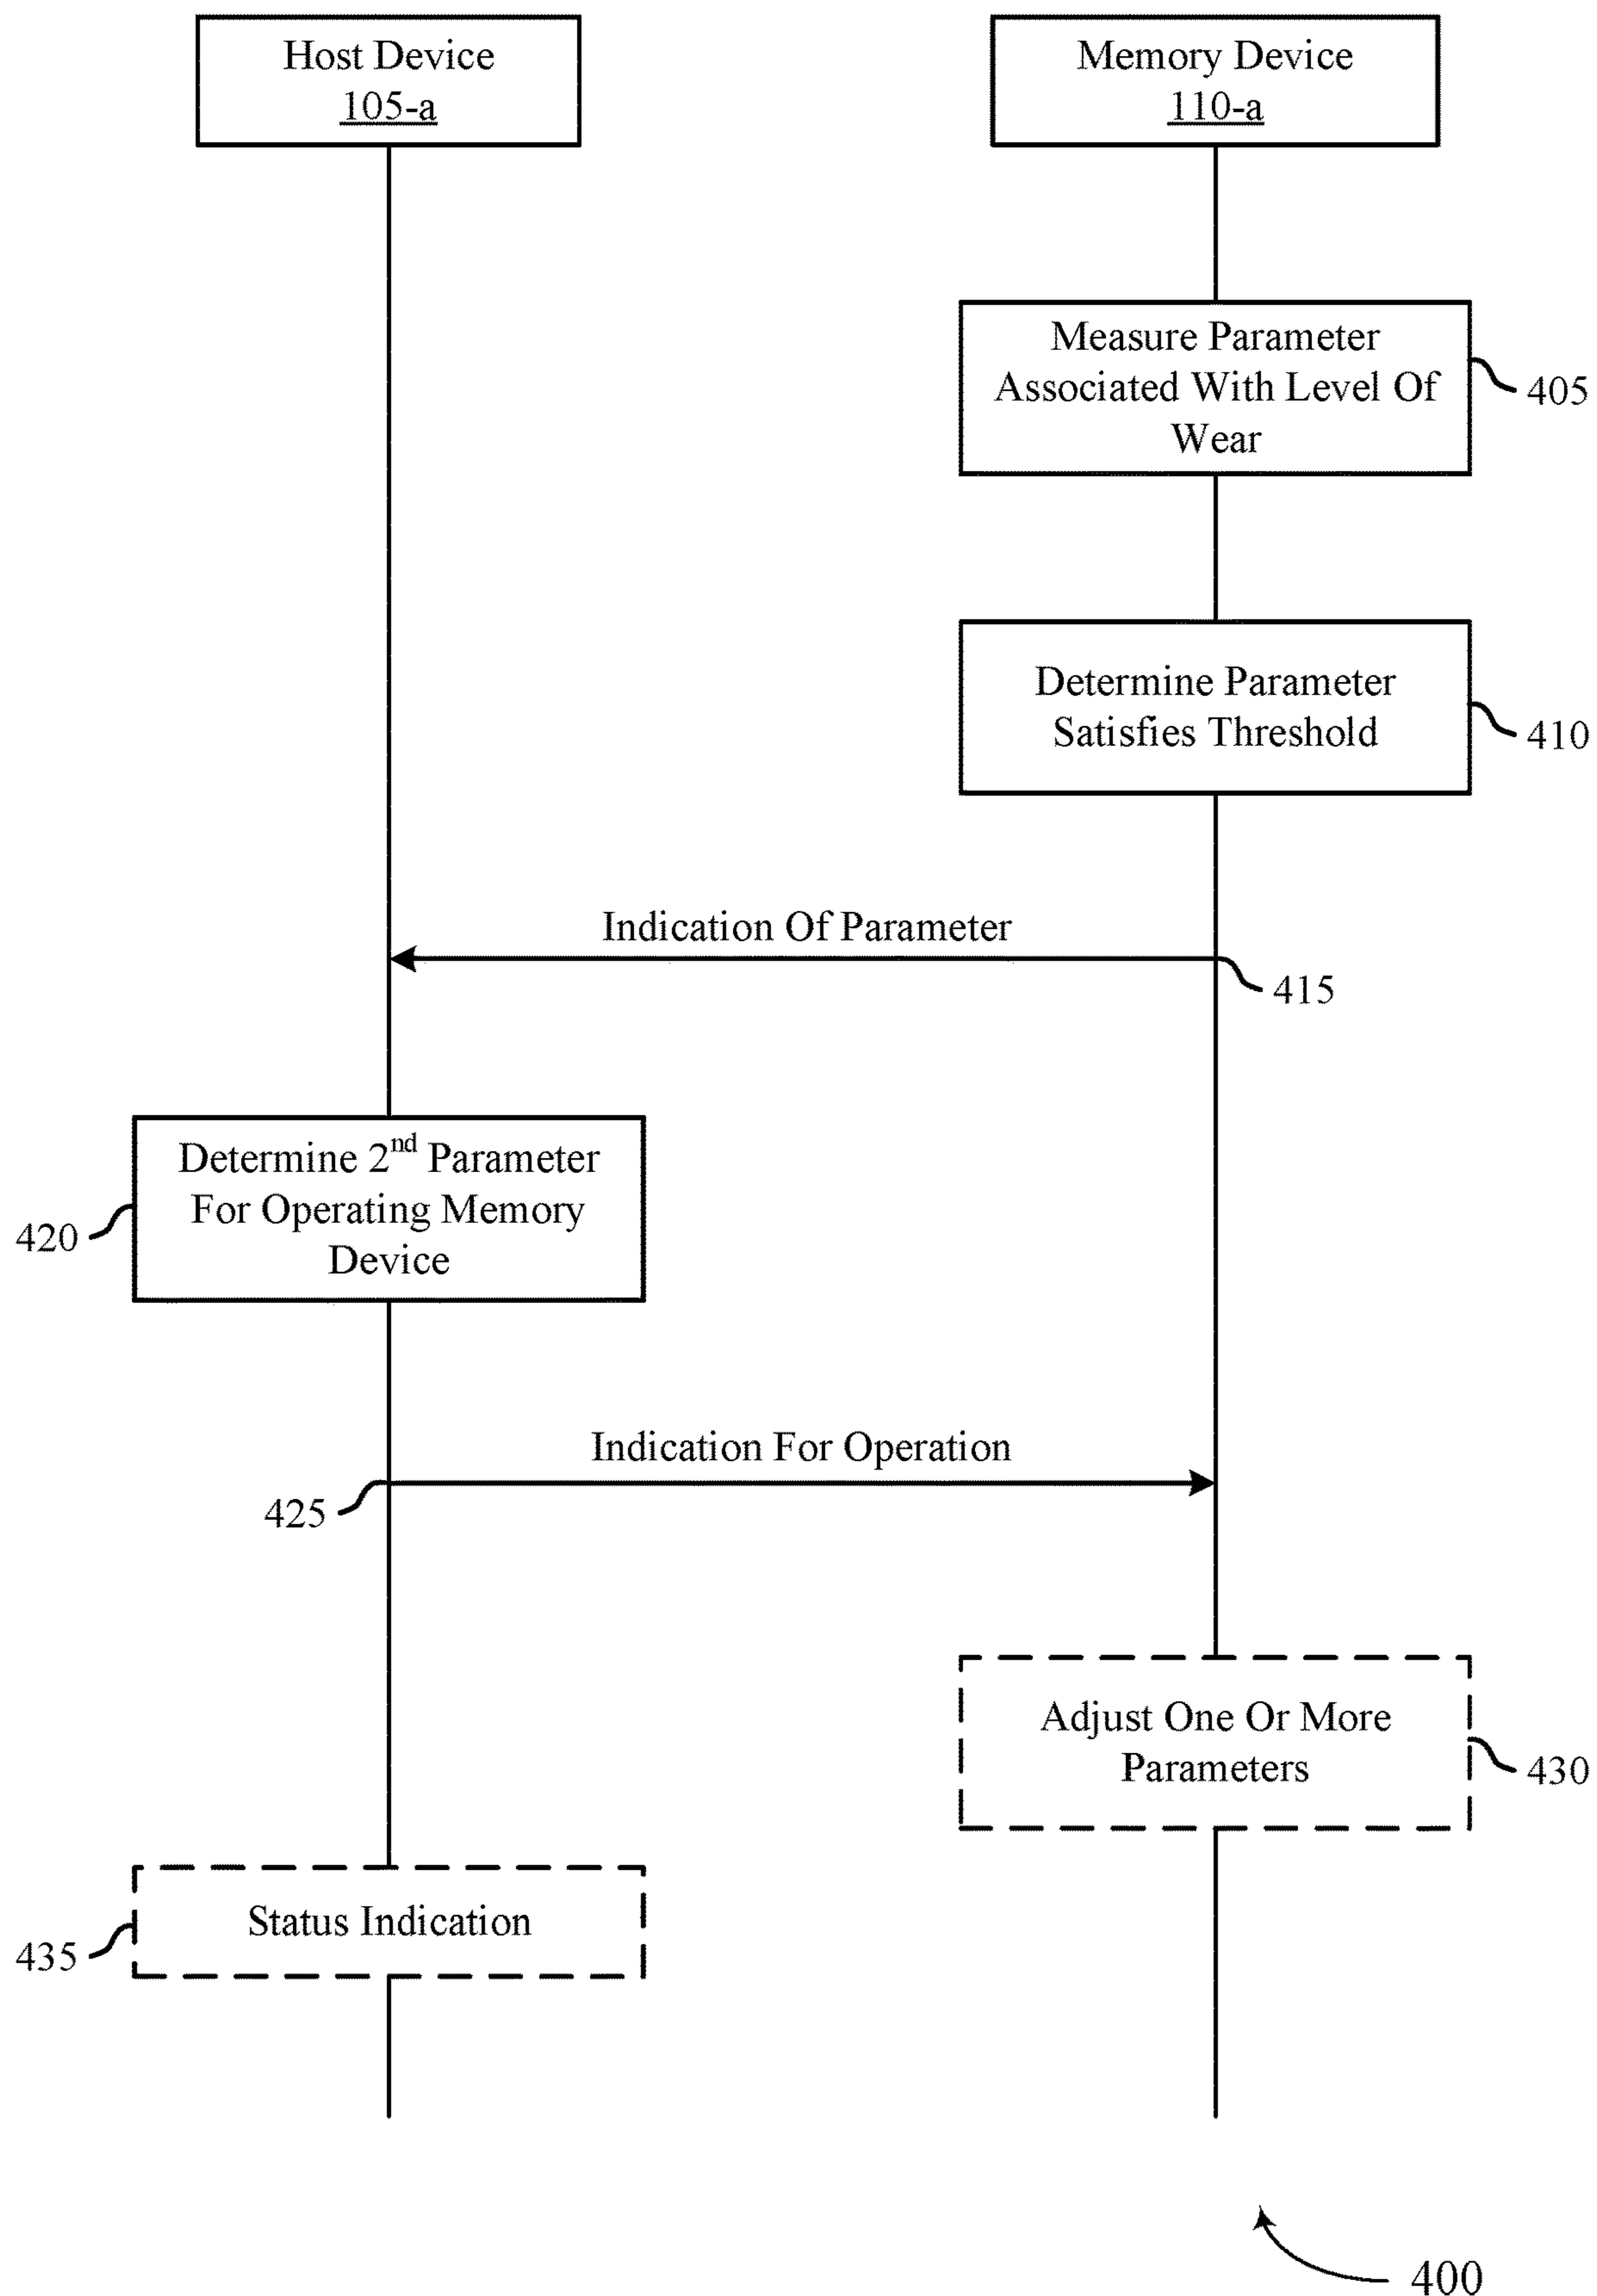 Host Device
105-a
Memory Device
110-a
Measure Parameter
Associated With Level Of
Wear
405
Determine Parameter
Satisfies Threshold
410
Indication Of Parameter
415
Determine 2nd Parameter
For Operating Memory
Device
420
Indication For Operation
425
Adjust One Or More
Parameters
430
Status Indication
435
400